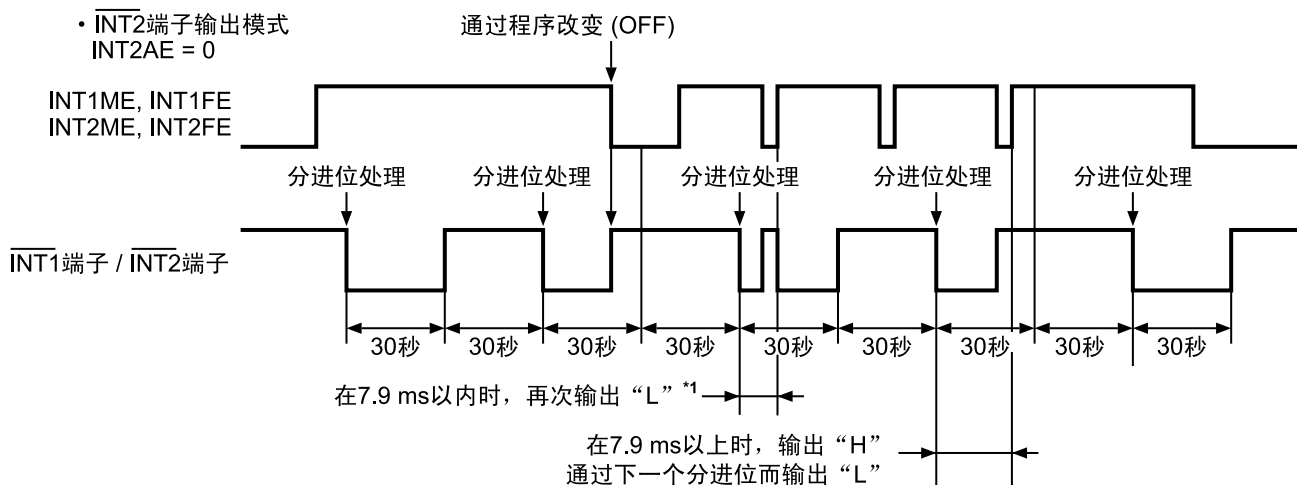 ・INT2端子输出模式
INT2AE = 0
通过程序改变 (OFF)
INT1ME, INT1FE
INT2ME, INT2FE
分进位处理 分进位处理 分进位处理 分进位处理 分进位处理
INT1端子 / INT2端子
30秒 30秒 30秒 30秒 30秒 30秒 30秒 30秒 30秒
在7.9 ms以内时，再次输出“L”*1
在7.9 ms以上时，输出“H”
通过下一个分进位而输出“L”